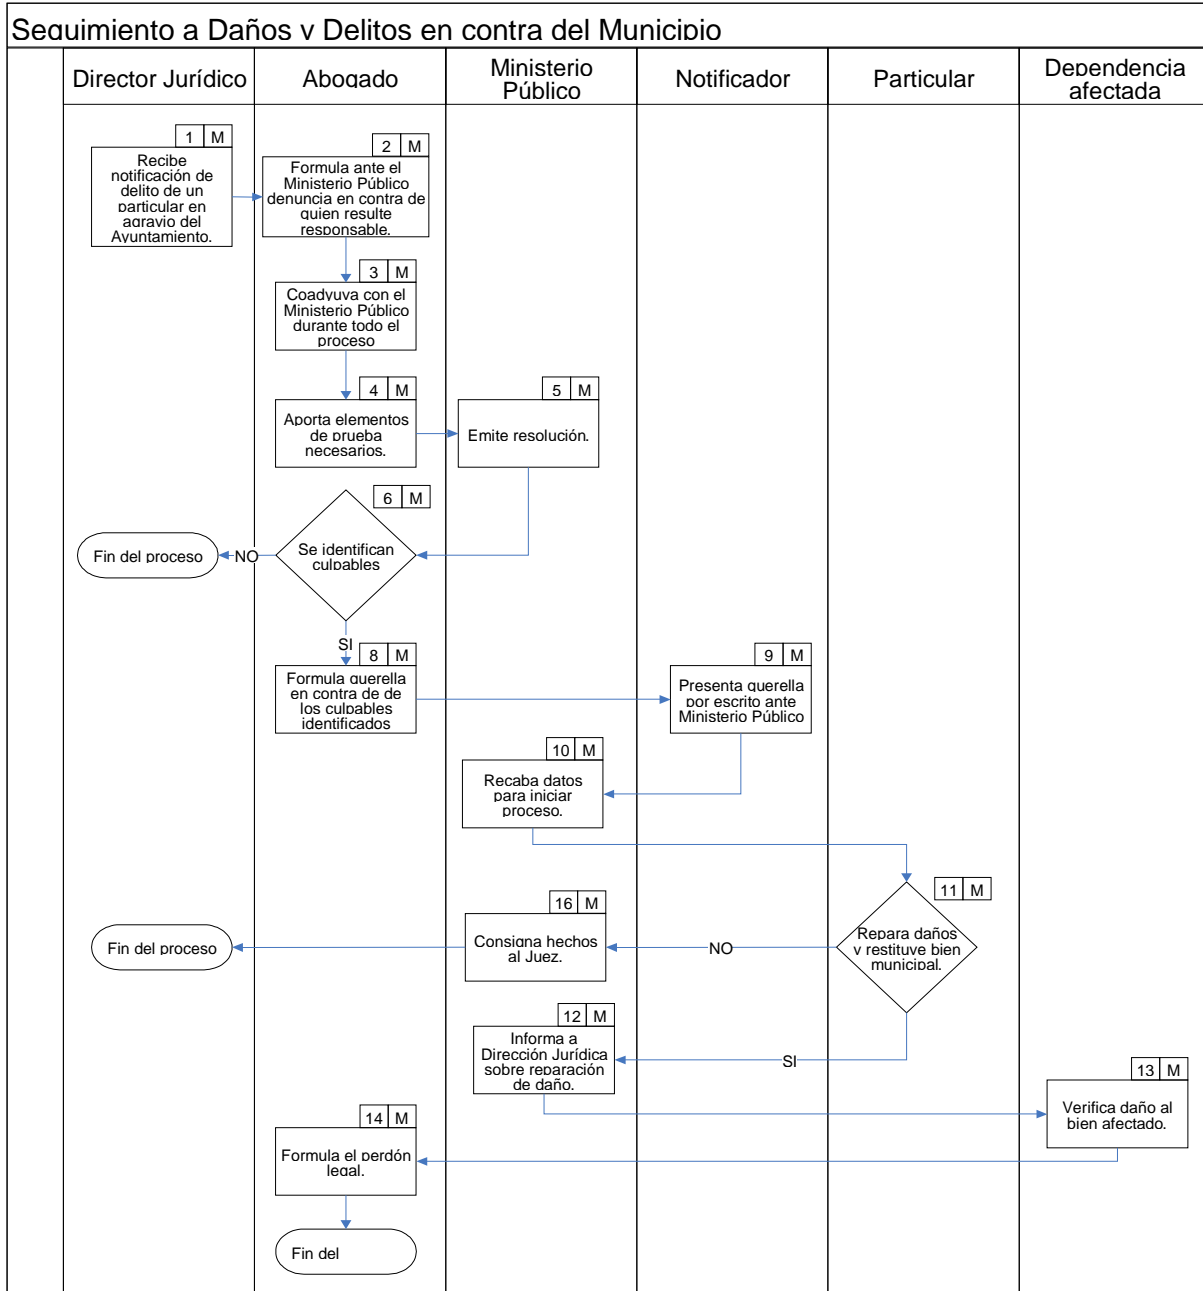 Seguimiento a Daños y Delitos en contra del Municipio
Director Jurídico
Abogado
Ministerio
Público
Notificador
Particular
Dependencia
afectada
1 M
Recibe
notificación de
delito de un
particular en
agravio del
Ayuntamiento.
2 M
Formula ante el
Ministerio Público
denuncia en contra de
quien resulte
responsable.
3 M
Coadyuva con el
Ministerio Público
durante todo el
proceso
4 M
Aporta elementos
de prueba
necesarios.
5 M
Emite resolución.
6 M
Se identifican
culpables
NO
Fin del proceso
SI
8 M
Formula querella
en contra de de
los culpables
identificados
9 M
Presenta querella
por escrito ante
Ministerio Público
10 M
Recaba datos
para iniciar
proceso.
11 M
Repara daños
y restituye bien
municipal.
NO
16 M
Consigna hechos
al Juez.
Fin del proceso
SI
12 M
Informa a
Dirección Jurídica
sobre reparación
de daño.
13 M
Verifica daño al
bien afectado.
14 M
Formula el perdón
legal.
Fin del